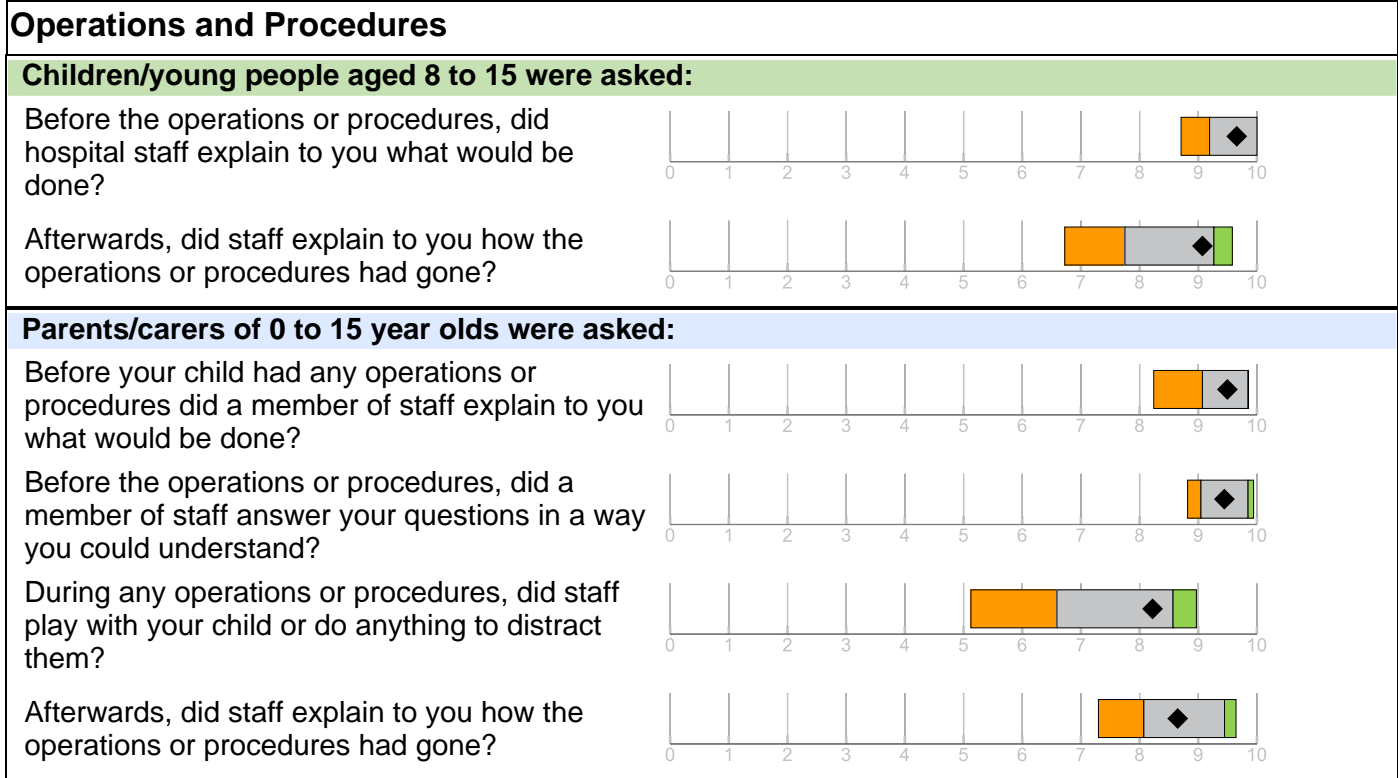 Operations and Procedures
Children/young people aged 8 to 15 were asked:
Before the operations or procedures, did
hospital staff explain to you what would be
done?
0 1 2 3 4 5 6 7 8 9 10
Afterwards, did staff explain to you how the
operations or procedures had gone?
0 1 2 3 4 5 6 7 8 9 10
Parents/carers of 0 to 15 year olds were asked:
Before your child had any operations or
procedures did a member of staff explain to you
what would be done?
0 1 2 3 4 5 6 7 8 9 10
Before the operations or procedures, did a
member of staff answer your questions in a way
you could understand?
0 1 2 3 4 5 6 7 8 9 10
During any operations or procedures, did staff
play with your child or do anything to distract
them?
0 1 2 3 4 5 6 7 8 9 10
Afterwards, did staff explain to you how the
operations or procedures had gone?
0 1 2 3 4 5 6 7 8 9 10